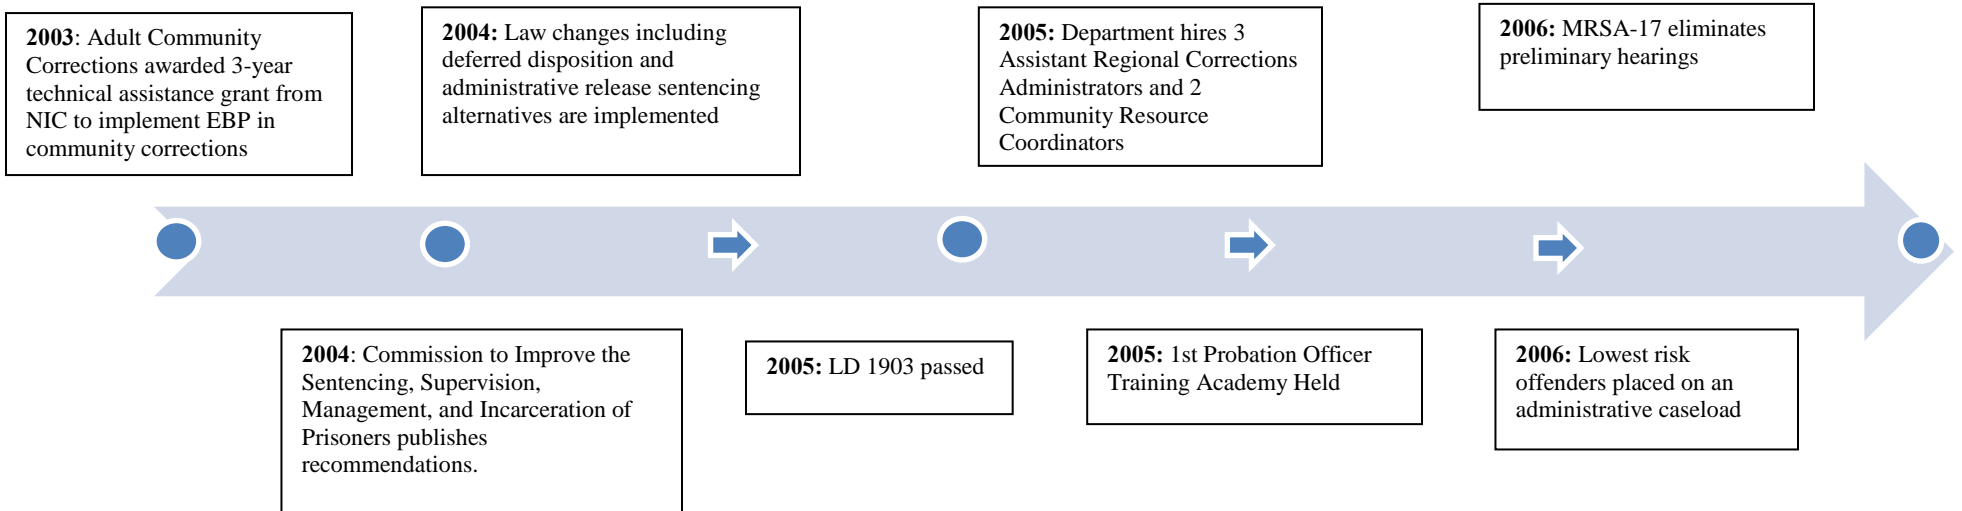 2003: Adult Community
Corrections awarded 3-year
technical assistance grant from
NIC to implement EBP in
community corrections
2004: Law changes including
deferred disposition and
administrative release sentencing
alternatives are implemented
2005: Department hires 3
Assistant Regional Corrections
Administrators and 2
Community Resource
Coordinators
2006: MRSA-17 eliminates
preliminary hearings
2004: Commission to Improve the
Sentencing, Supervision,
Management, and Incarceration of
Prisoners publishes
recommendations.
2005: LD 1903 passed
2005: 1st Probation Officer
Training Academy Held
2006: Lowest risk
offenders placed on an
administrative caseload